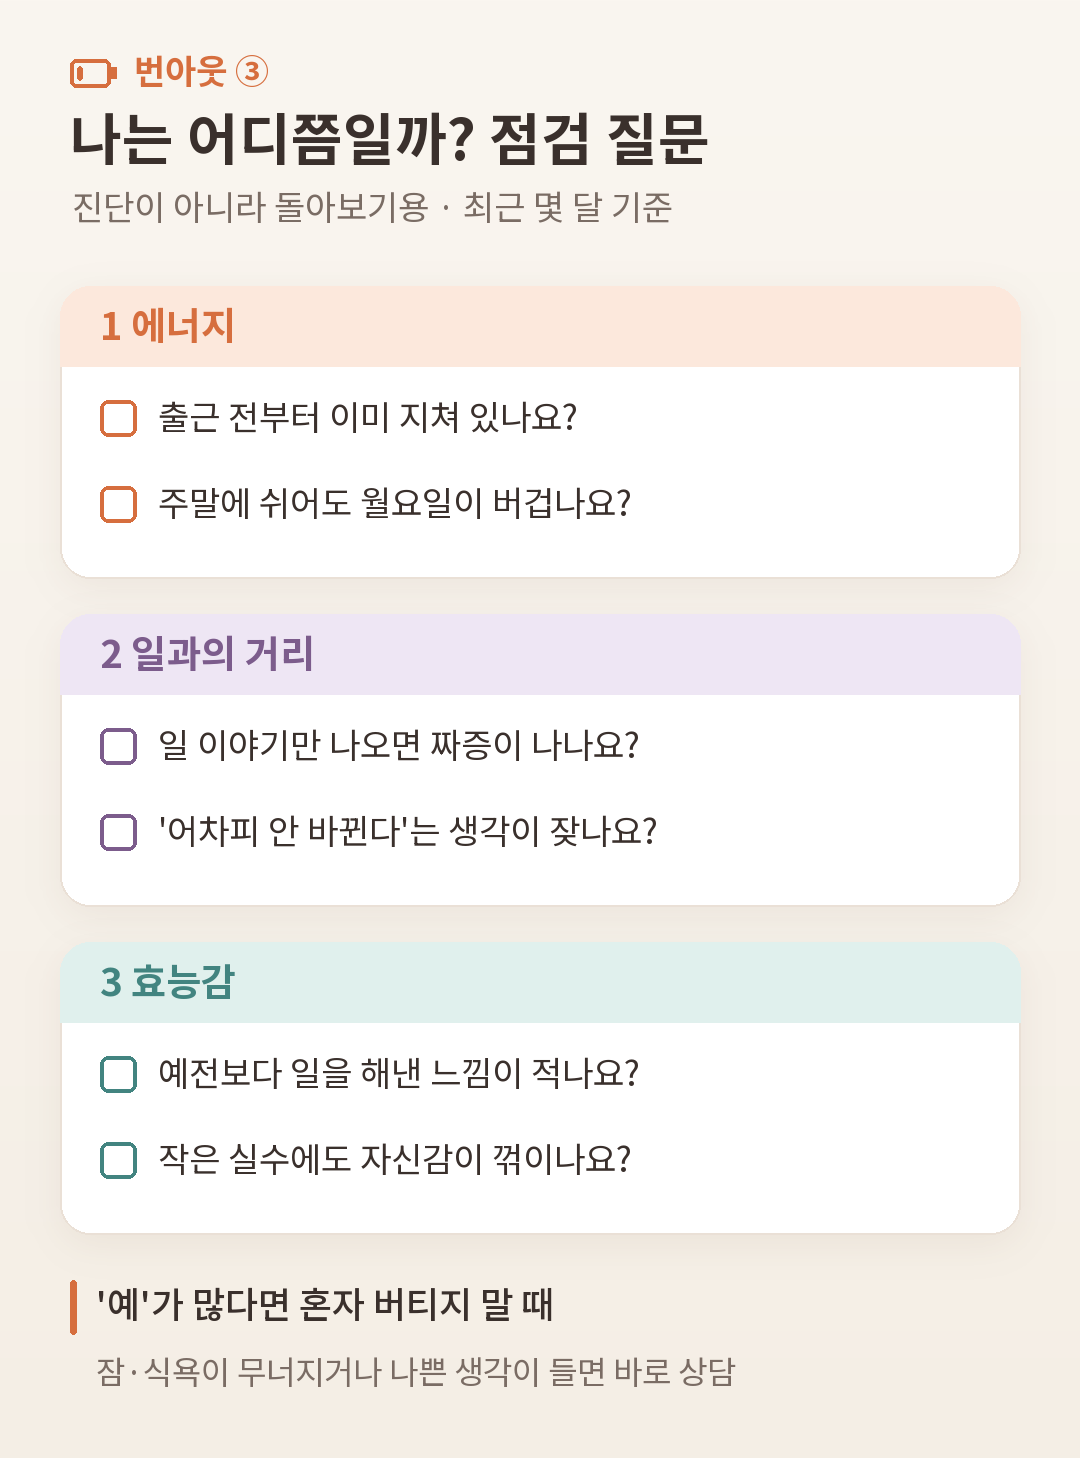 번아웃 ③
나는 어디쯤일까? 점검 질문
진단이 아니라 돌아보기용 · 최근 몇 달 기준
1 에너지
출근 전부터 이미 지쳐 있나요?
주말에 쉬어도 월요일이 버겁나요?
2 일과의 거리
일 이야기만 나오면 짜증이 나나요?
'어차피 안 바뀐다'는 생각이 잦나요?
3 효능감
예전보다 일을 해낸 느낌이 적나요?
작은 실수에도 자신감이 꺾이나요?
'예'가 많다면 혼자 버티지 말 때
잠·식욕이 무너지거나 나쁜 생각이 들면 바로 상담